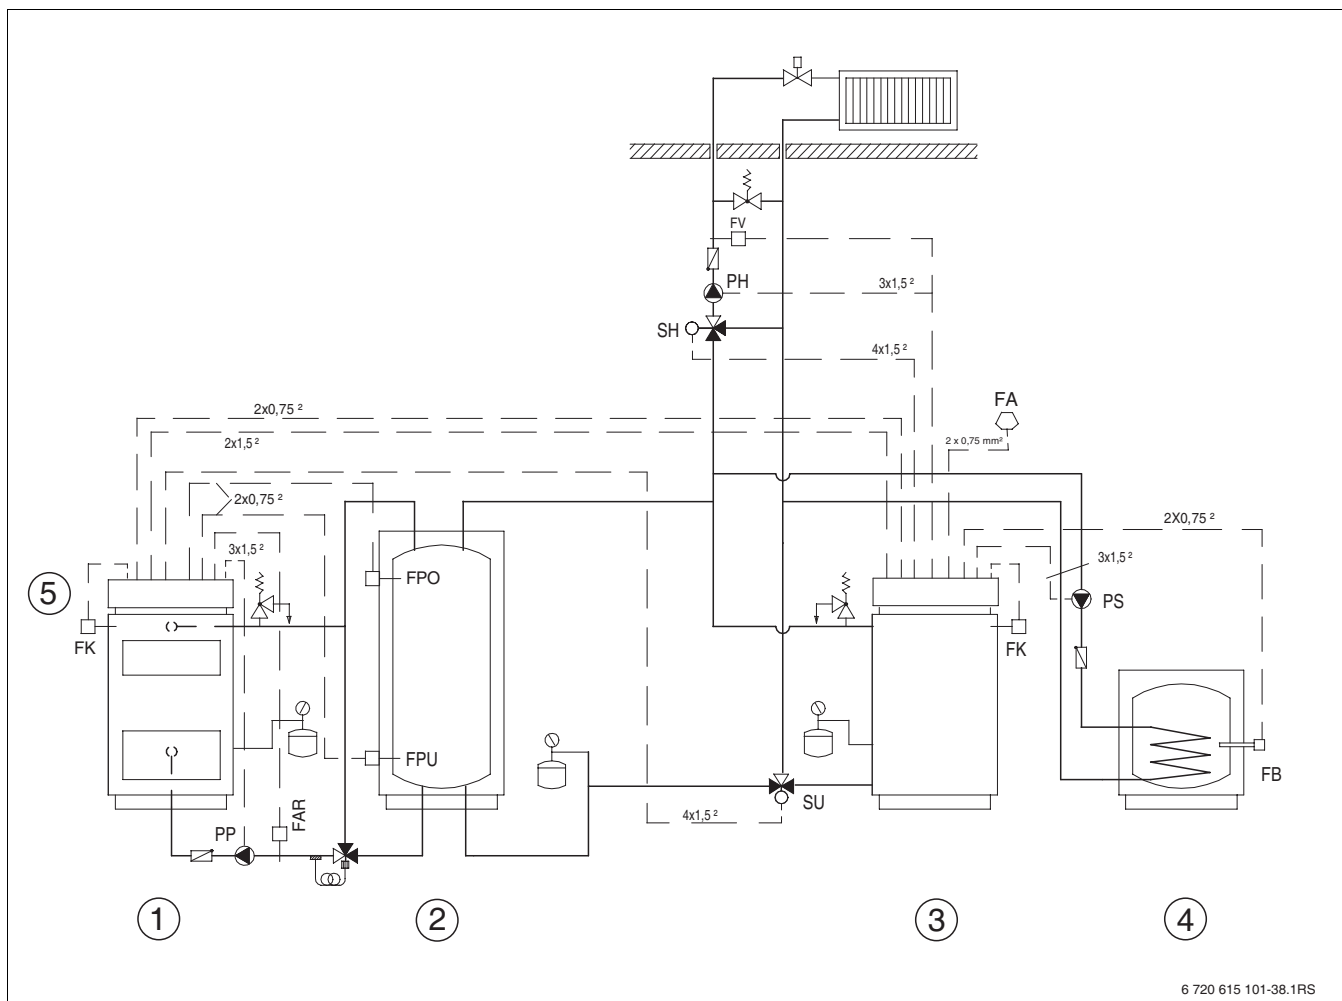 FV
PH
3x1,5 ²
SH
4x1,5 ²
FA
2x0,75 ²
2x1,5 ²
2 x 0,75 mm²
2x0,75 ²
2X0,75 ²
3x1,5 ²
3x1,5 ²
5
FPO
PS
FK
FK
FPU
FB
SU
FAR
4x1,5 ²
PP
1
2
3
4
6 720 615 101-38.1RS